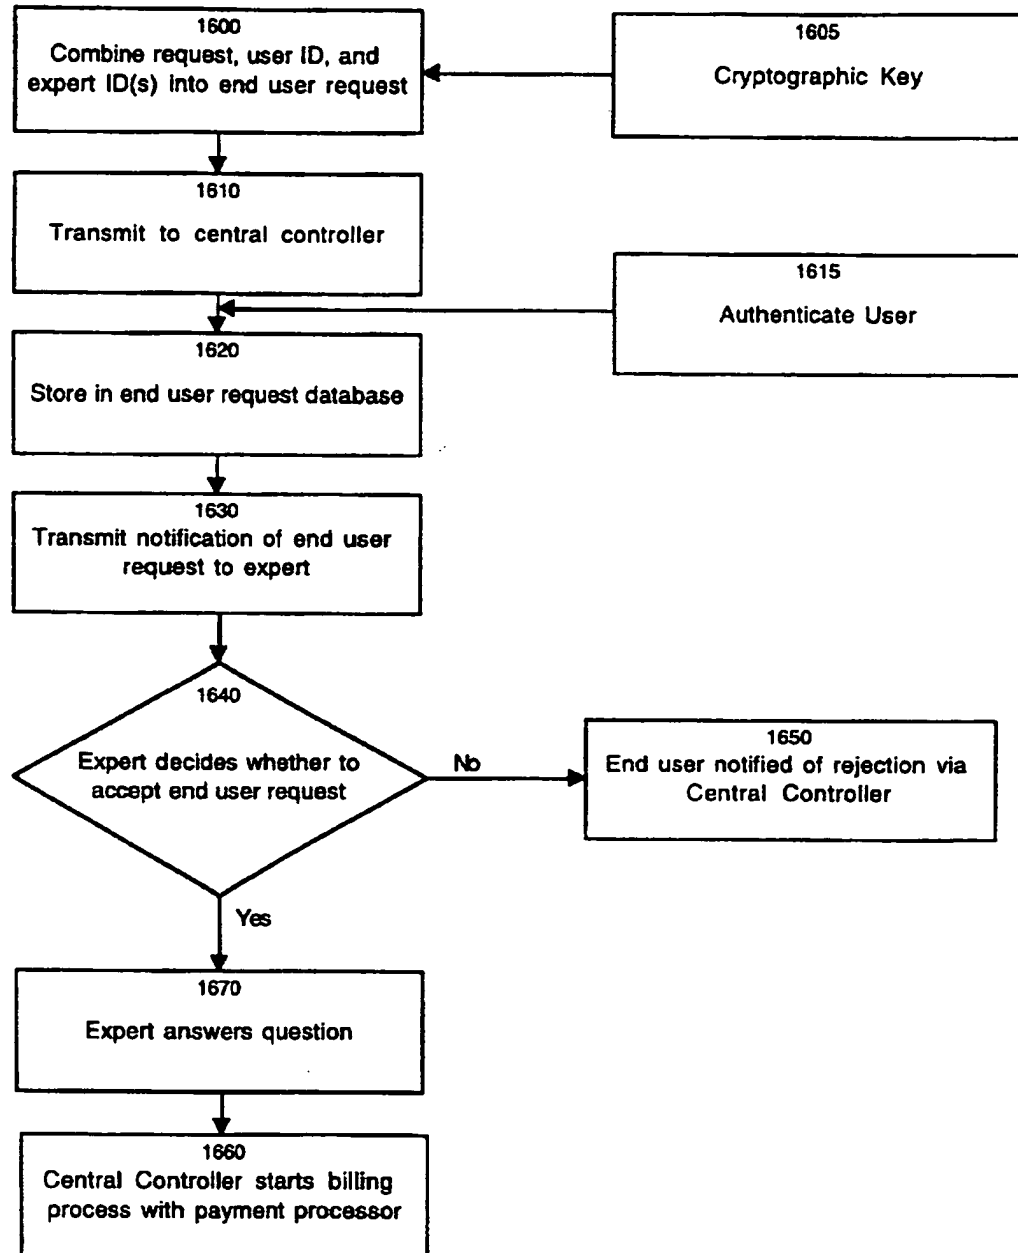 1600
Combine request, user ID, and
expert ID(s) into end user request
1605
Cryptographic Key
1610
Transmit to central controller
1615
Authenticate User
1620
Store in end user request database
1630
Transmit notification of end user
request to expert
1640
Expert decides whether to
accept end user request
No
1650
End user notified of rejection via
Central Controller
Yes
1670
Expert answers question
1660
Central Controller starts billing
process with payment processor